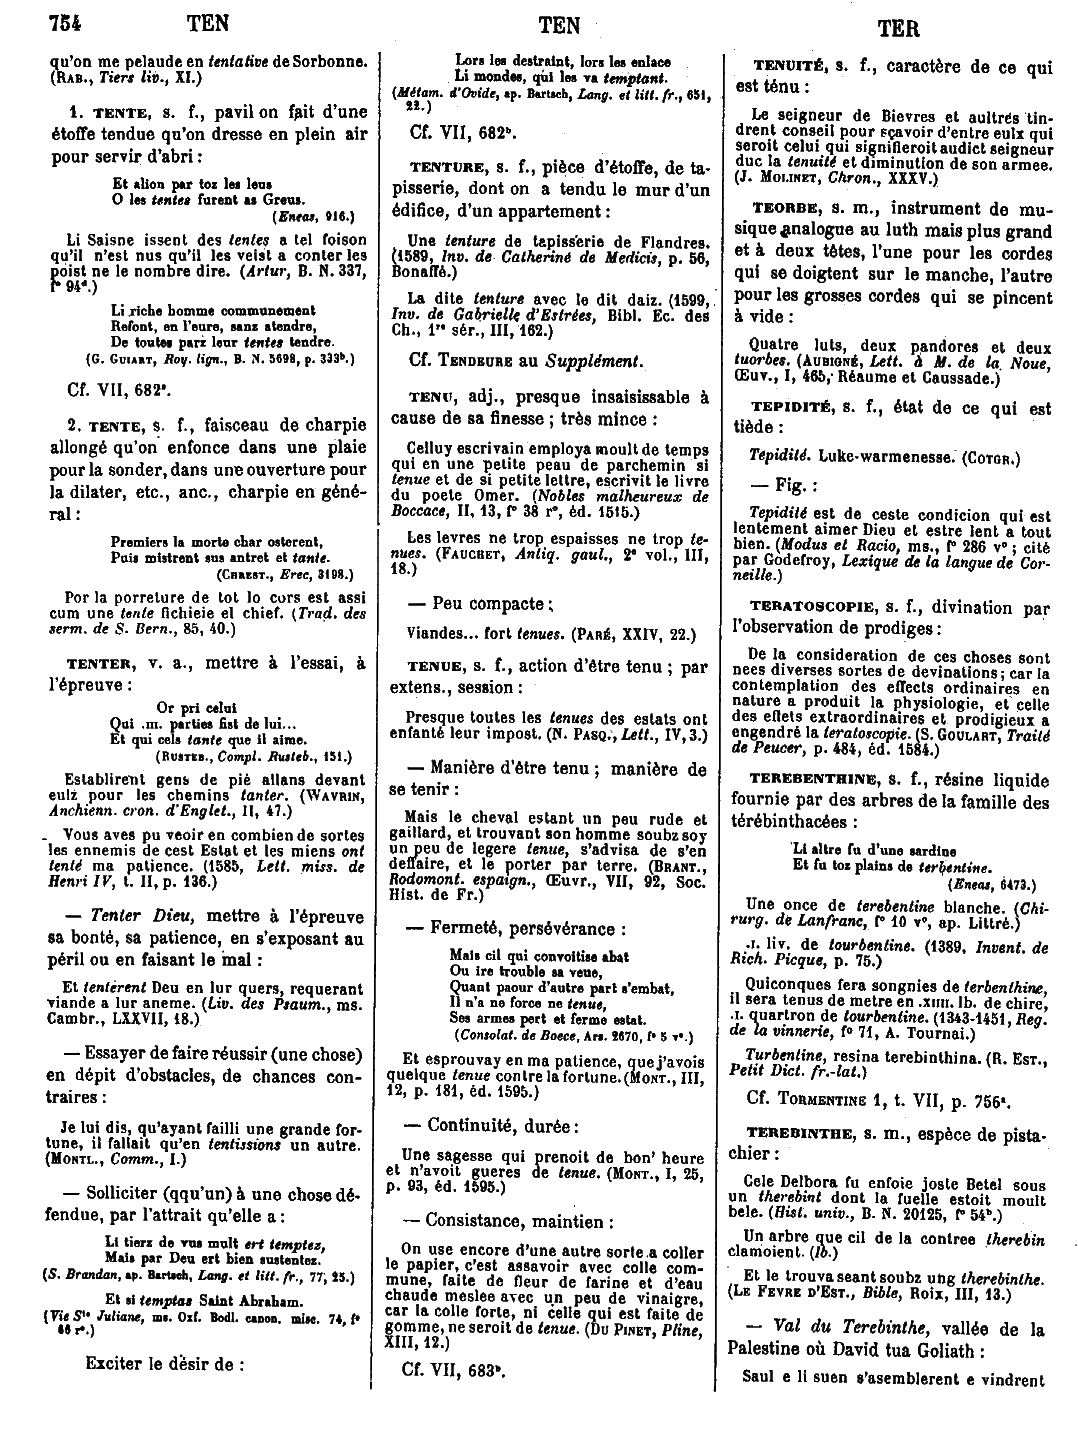 754 TEN TEN TER
qu'on me pelaude en tentative de Sorbonne.
(RAB., Tiers liv., XI.)
1. TENTE, s. f., pavillon fait d'une
étoffe tendue qu'on dresse en plein air
pour servir d'abri :
Et alion par toz les leus
O les tentes furent as Greus.
(Eneas, 916.)
Li Saisne issent des tentes a tel foison
qu'il n'est nus qu'il les veist a conter les
poist ne le nombre dire. (Artur, B. N. 337,
f° 94ᵈ.)
Li riche homme communement
Refont, en l'eure, sanz atendre,
De toutes parz leur tentes tendre.
(G. GUIART, Roy. lign., B. N. 5698, p. 333ᵇ.)
Cf. VII, 682ᵃ.
2. TENTE, s. f., faisceau de charpie
allongé qu'on enfonce dans une plaie
pour la sonder, dans une ouverture pour
la dilater, etc., anc., charpie en géné-
ral :
Premiers la morte char osterent,
Puis mistrent sus antret et tante.
(CHREST., Erec, 3198.)
Por la porreture de tot lo cors est assi
cum une tente fichieie el chief. (Trad. des
serm. de S. Bern., 85, 40.)
TENTER, v. a., mettre à l'essai, à
l'épreuve :
Or pri celui
Qui .m. parties fist de lui...
Et qui cels tante que il aime.
(RUSTEB., Compl. Rusteb., 151.)
Establirent gens de pié allans devant
eulz pour les chemins tanter. (WAVRIN,
Anchienn. cron. d'Englet., II, 47.)
Vous aves pu veoir en combien de sortes
les ennemis de cest Estat et les miens ont
tenté ma patience. (1585, Lett. miss. de
Henri IV, t. II, p. 136.)
— Tenter Dieu, mettre à l'épreuve
sa bonté, sa patience, en s'exposant au
péril ou en faisant le mal :
Et tentèrent Deu en lur quers, requerant
viande a lur aneme. (Liv. des Psaum., ms.
Cambr., LXXVII, 18.)
— Essayer de faire réussir (une chose)
en dépit d'obstacles, de chances con-
traires :
Je lui dis, qu'ayant failli une grande for-
tune, il fallait qu'en tentissions un autre.
(MONTL., Comm., I.)
— Solliciter (qqu'un) à une chose dé-
fendue, par l'attrait qu'elle a :
Li tierz de vus mult ert temptez,
Mais par Deu ert bien sustentez.
(S. Brandan, ap. Bartsch, Lang. et litt. fr., 77, 25.)
Et si temptas Saint Abraham.
(Vie Sᵗᵉ Juliane, ms. Oxf. Bodl. canon. misc. 74, f°
66 r°.)
Exciter le désir de :
Lors les destraint, lors les enlace
Li mondes, qui les va temptant.
(Métam. d'Ovide, ap. Bartsch, Lang. et litt. fr., 651,
22.)
Cf. VII, 682ᵇ.
TENTURE, s. f., pièce d'étoffe, de ta-
pisserie, dont on a tendu le mur d'un
édifice, d'un appartement :
Une tenture de tapisserie de Flandres.
(1589, Inv. de Catherine de Medicis, p. 56,
Bonaffé.)
La dite tenture avec le dit daiz. (1599,
Inv. de Gabrielle d'Estrées, Bibl. Ec. des
Ch., 1ʳᵉ sér., III, 162.)
Cf. TENDEURE au Supplément.
TENU, adj., presque insaisissable à
cause de sa finesse ; très mince :
Celluy escrivain employa moult de temps
qui en une petite peau de parchemin si
tenue et de si petite lettre, escrivit le livre
du poete Omer. (Nobles malheureux de
Boccace, II, 13, f° 38 r°, éd. 1515.)
Les levres ne trop espaisses ne trop te-
nues. (FAUCHET, Antiq. gaul., 2ᵉ vol., III,
18.)
— Peu compacte :
Viandes... fort tenues. (PARÉ, XXIV, 22.)
TENUE, s. f., action d'être tenu ; par
extens., session :
Presque toutes les tenues des estats ont
enfanté leur impost. (N. PASQ., Lett., IV, 3.)
— Manière d'être tenu ; manière de
se tenir :
Mais le cheval estant un peu rude et
gaillard, et trouvant son homme soubz soy
un peu de legere tenue, s'advisa de s'en
deffaire, et le porter par terre. (BRANT.,
Rodomont. espaign., Œuvr., VII, 92, Soc.
Hist. de Fr.)
— Fermeté, persévérance :
Mais cil qui convoitise abat
Ou ire trouble sa veue,
Quant paour d'autre part s'embat,
Il n'a ne force ne tenue,
Ses armes pert et ferme estat.
(Consolat. de Boece, Ars. 2670, f° 5 v°.)
Et esprouvay en ma patience, que j'avois
quelque tenue contre la fortune. (MONT., III,
12, p. 181, éd. 1595.)
— Continuité, durée :
Une sagesse qui prenoit de bon' heure
et n'avoit gueres de tenue. (MONT., I, 25,
p. 93, éd. 1595.)
— Consistance, maintien :
On use encore d'une autre sorte a coller
le papier, c'est assavoir avec colle com-
mune, faite de fleur de farine et d'eau
chaude meslee avec un peu de vinaigre,
car la colle forte, ni celle qui est faite de
gomme, ne seroit de tenue. (DU PINET, Pline,
XIII, 12.)
Cf. VII, 683ᵇ.
TENUITÉ, s. f., caractère de ce qui
est ténu :
Le seigneur de Bievres et aultres tin-
drent conseil pour sçavoir d'entre eulx qui
seroit celui qui signifieroit audict seigneur
duc la tenuité et diminution de son armee.
(J. MOLINET, Chron., XXXV.)
TEORBE, s. m., instrument de mu-
sique analogue au luth mais plus grand
et à deux têtes, l'une pour les cordes
qui se doigtent sur le manche, l'autre
pour les grosses cordes qui se pincent
à vide :
Quatre luts, deux pandores et deux
tuorbes. (AUBIGNÉ, Lett. à M. de la Noue,
Œuv., I, 465, Réaume et Caussade.)
TEPIDITÉ, s. f., état de ce qui est
tiède :
Tepidité. Luke-warmenesse. (COTGR.)
— Fig. :
Tepidité est de ceste condicion qui est
lentement aimer Dieu et estre lent a tout
bien. (Modus et Racio, ms., f° 286 v° ; cité
par Godefroy, Lexique de la langue de Cor-
neille.)
TERATOSCOPIE, s. f., divination par
l'observation de prodiges :
De la consideration de ces choses sont
nees diverses sortes de devinations ; car la
contemplation des effects ordinaires en
nature a produit la physiologie, et celle
des effets extraordinaires et prodigieux a
engendré la teratoscopie. (S. GOULART, Traité
de Peucer, p. 484, éd. 1584.)
TEREBENTHINE, s. f., résine liquide
fournie par des arbres de la famille des
térébinthacées :
Li altre fu d'une sardine
Et fu toz plains de terbentine.
(Eneas, 6473.)
Une once de terebentine blanche. (Chi-
rurg. de Lanfranc, f° 10 v°, ap. Littré.)
.I. liv. de tourbentine. (1389, Invent. de
Rich. Picque, p. 75.)
Quiconques fera songnies de terbenthine,
il sera tenus de metre en .XIIII. lb. de chire,
.I. quartron de tourbentine. (1343-1451, Reg.
de la vinnerie, f° 71, A. Tournai.)
Turbentine, resina terebinthina. (R. EST.,
Petit Dict. fr.-lat.)
Cf. TORMENTINE 1, t. VII, p. 756ᵃ.
TEREBINTHE, s. m., espèce de pista-
chier :
Cele Delbora fu enfoie joste Betel sous
un therebint dont la fuelle estoit moult
bele. (Hist. univ., B. N. 20125, f° 54ᵇ.)
Un arbre que cil de la contree therebin
clamoient. (Ib.)
Et le trouva seant soubz ung therebinthe.
(LE FEVRE D'EST., Bible, Rois, III, 13.)
— Val du Terebinthe, vallée de la
Palestine où David tua Goliath :
Saul e li suen s'asemblerent e vindrent